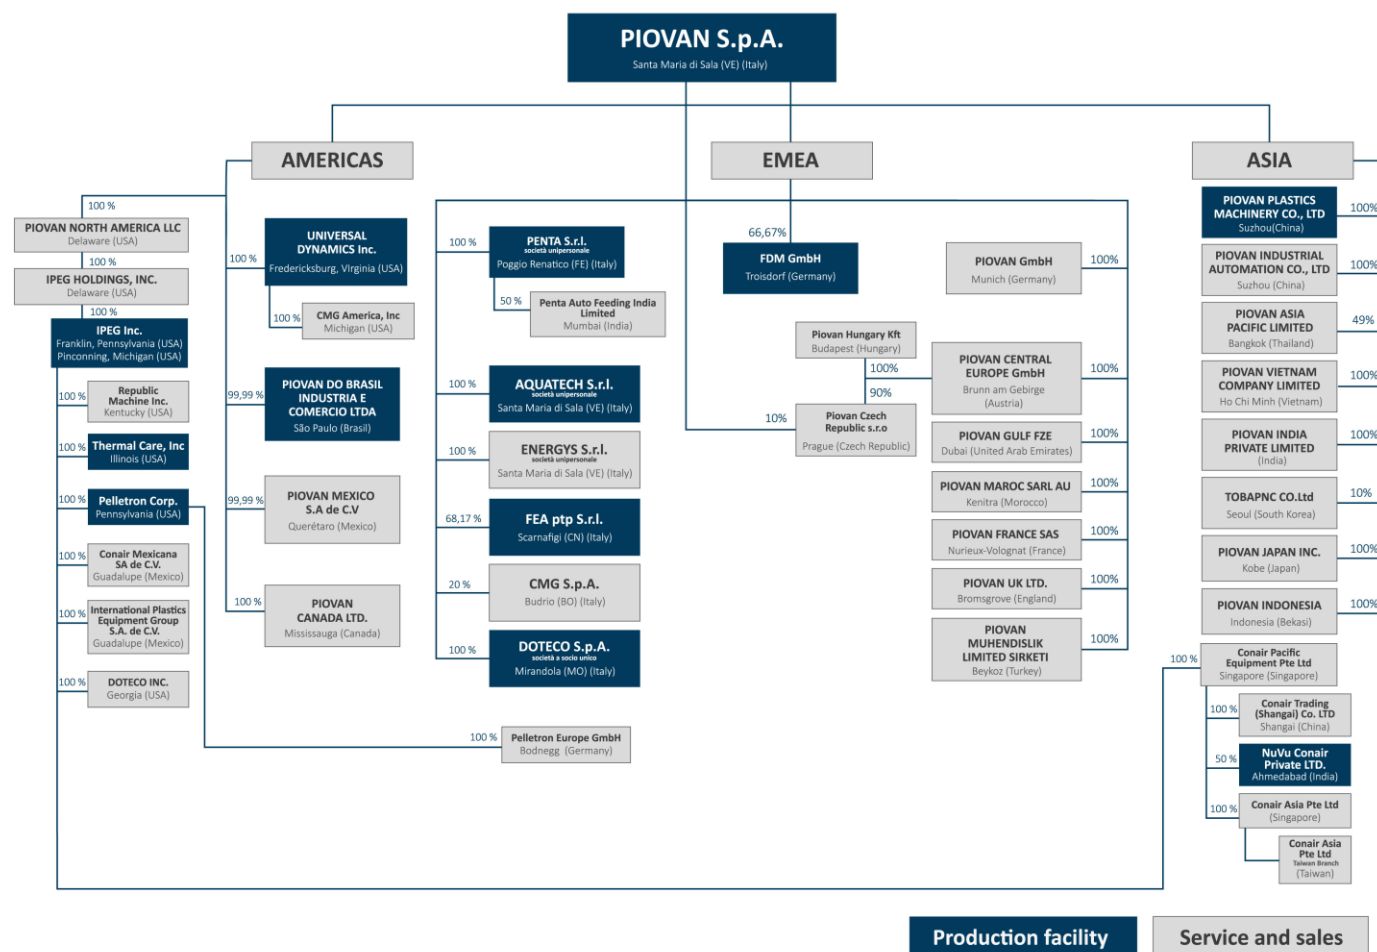 PIOVAN S.p.A.
Santa Maria di Sala (VE) (Italy)
AMERICAS
EMEA
ASIA
100 %
PIOVAN NORTH AMERICA LLC
Delaware (USA)
100 %
IPEG HOLDINGS, INC.
Delaware (USA)
100 %
IPEG Inc.
Franklin, Pennsylvania (USA)
Pinconning, Michigan (USA)
100 %
Republic
Machine Inc.
Kentucky (USA)
100 %
Thermal Care, Inc
Illinois (USA)
100 %
Pelletron Corp.
Pennsylvania (USA)
100 %
Conair Mexicana
SA de C.V.
Guadalupe (Mexico)
100 %
International Plastics
Equipment Group
S.A. de C.V.
Guadalupe (Mexico)
100 %
DOTECO INC.
Georgia (USA)
100 %
UNIVERSAL
DYNAMICS Inc.
Fredericksburg, VIrginia (USA)
100 %
CMG America, Inc
Michigan (USA)
99,99 %
PIOVAN DO BRASIL
INDUSTRIA E
COMERCIO LTDA
São Paulo (Brasil)
99,99 %
PIOVAN MEXICO
S.A de C.V
Querétaro (Mexico)
100 %
PIOVAN
CANADA LTD.
Mississauga (Canada)
100 %
PENTA S.r.l.
società unipersonale
Poggio Renatico (FE) (Italy)
50 %
Penta Auto Feeding India
Limited
Mumbai (India)
100 %
AQUATECH S.r.l.
società unipersonale
Santa Maria di Sala (VE) (Italy)
100 %
ENERGYS S.r.l.
società unipersonale
Santa Maria di Sala (VE) (Italy)
68,17 %
FEA ptp S.r.l.
Scarnafigi (CN) (Italy)
20 %
CMG S.p.A.
Budrio (BO) (Italy)
100 %
DOTECO S.p.A.
società a socio unico
Mirandola (MO) (Italy)
100 %
Pelletron Europe GmbH
Bodnegg (Germany)
66,67%
FDM GmbH
Troisdorf (Germany)
Piovan Hungary Kft
Budapest (Hungary)
100%
90%
10%
Piovan Czech
Republic s.r.o
Prague (Czech Republic)
PIOVAN GmbH
Munich (Germany)
100%
PIOVAN CENTRAL
EUROPE GmbH
Brunn am Gebirge
(Austria)
100%
PIOVAN GULF FZE
Dubai (United Arab Emirates)
100%
PIOVAN MAROC SARL AU
Kenitra (Morocco)
100%
PIOVAN FRANCE SAS
Nurieux-Volognat (France)
100%
PIOVAN UK LTD.
Bromsgrove (England)
100%
PIOVAN
MUHENDISLIK
LIMITED SIRKETI
Beykoz (Turkey)
100%
PIOVAN PLASTICS
MACHINERY CO., LTD
Suzhou(China)
100%
PIOVAN INDUSTRIAL
AUTOMATION CO., LTD
Suzhou (China)
100%
PIOVAN ASIA
PACIFIC LIMITED
Bangkok (Thailand)
49%
PIOVAN VIETNAM
COMPANY LIMITED
Ho Chi Minh (Vietnam)
100%
PIOVAN INDIA
PRIVATE LIMITED
(India)
100%
TOBAPNC CO.Ltd
Seoul (South Korea)
10%
PIOVAN JAPAN INC.
Kobe (Japan)
100%
PIOVAN INDONESIA
Indonesia (Bekasi)
100%
100 %
Conair Pacific
Equipment Pte Ltd
Singapore (Singapore)
100 %
Conair Trading
(Shangai) Co. LTD
Shangai (China)
50 %
NuVu Conair
Private LTD.
Ahmedabad (India)
100 %
Conair Asia Pte Ltd
(Singapore)
Conair Asia
Pte Ltd
Taiwan Branch
(Taiwan)
Production facility
Service and sales